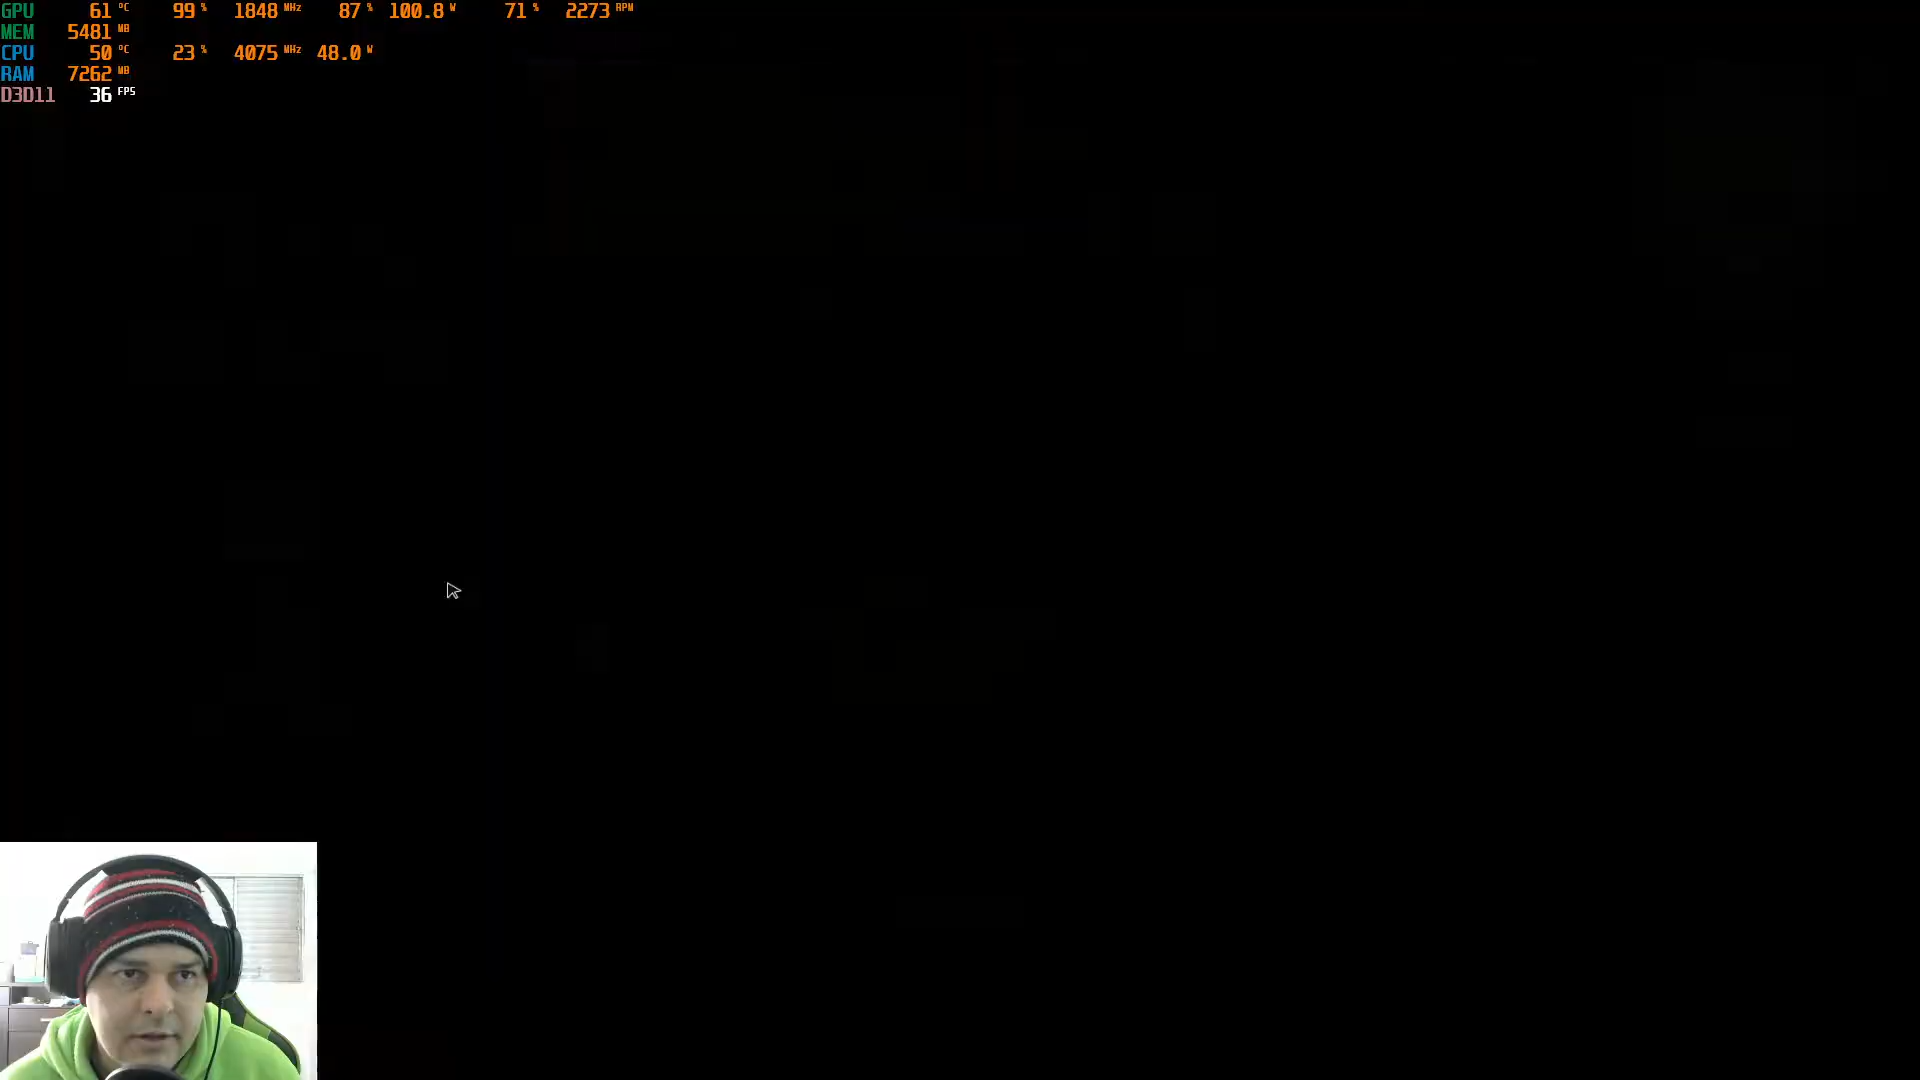 GPU 61 °C 99 % 1848 MHz 87 % 100.8 W 71 % 2273 RPM
MEM 5481 MB
CPU 50 °C 23 % 4075 MHz 48.0 W
RAM 7262 MB
D3D11 36 FPS